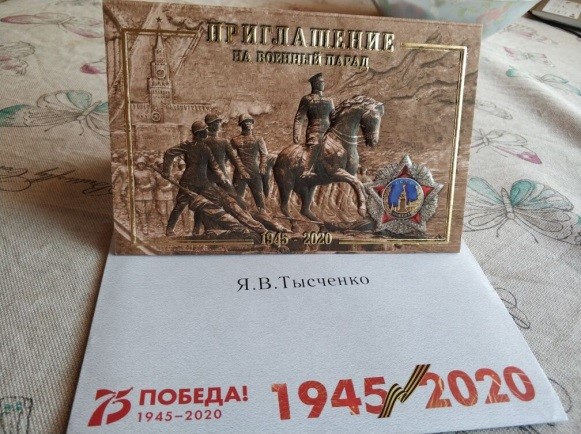 ПРИГЛАШЕНИЕ
НА ВОЕННЫЙ ПАРАД
1945 - 2020
Я.В.Тысченко
75 ПОБЕДА!
1945–2020
1945 2020